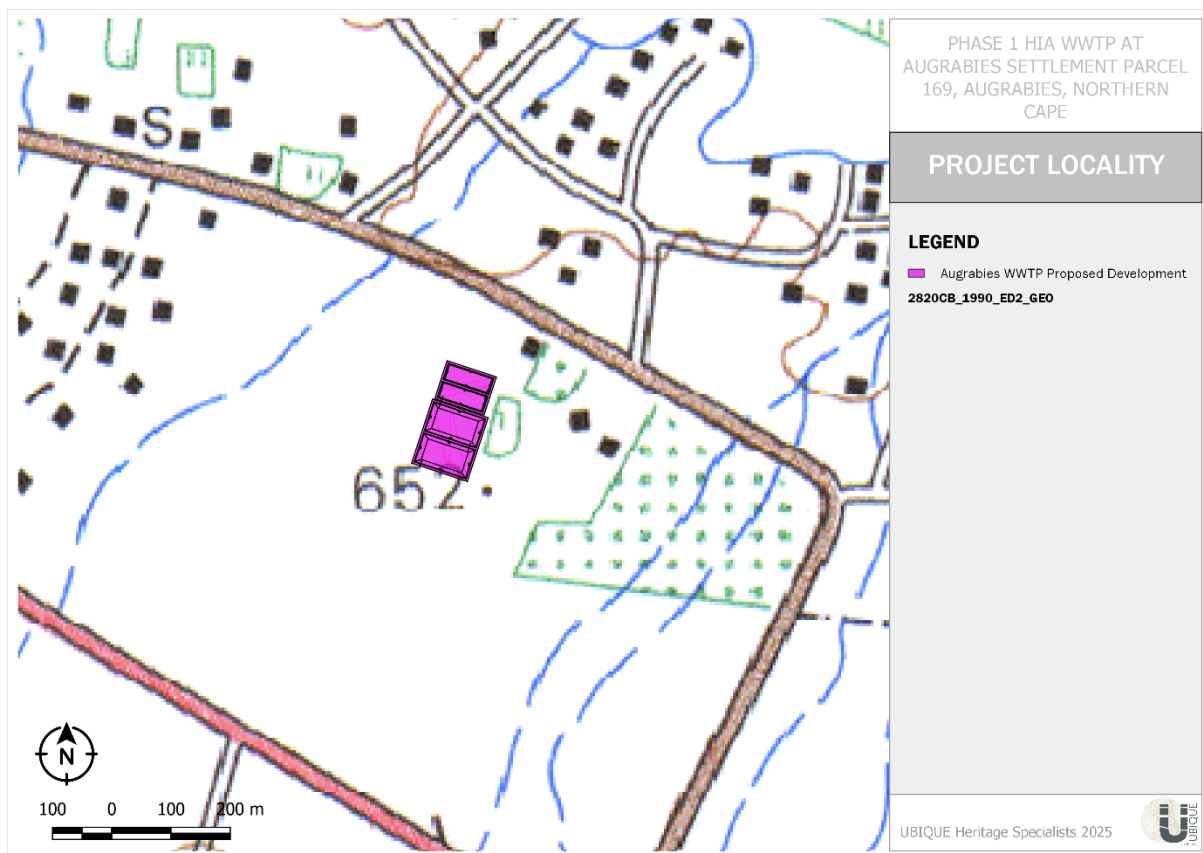 S
652
N
100 0 100 200 m
PHASE 1 HIA WWTP AT
AUGRABIES SETTLEMENT PARCEL
169, AUGRABIES, NORTHERN
CAPE
PROJECT LOCALITY
LEGEND
Augrabies WWTP Proposed Development
2820CB_1990_ED2_GEO
UBIQUE Heritage Specialists 2025
U
UBIQUE